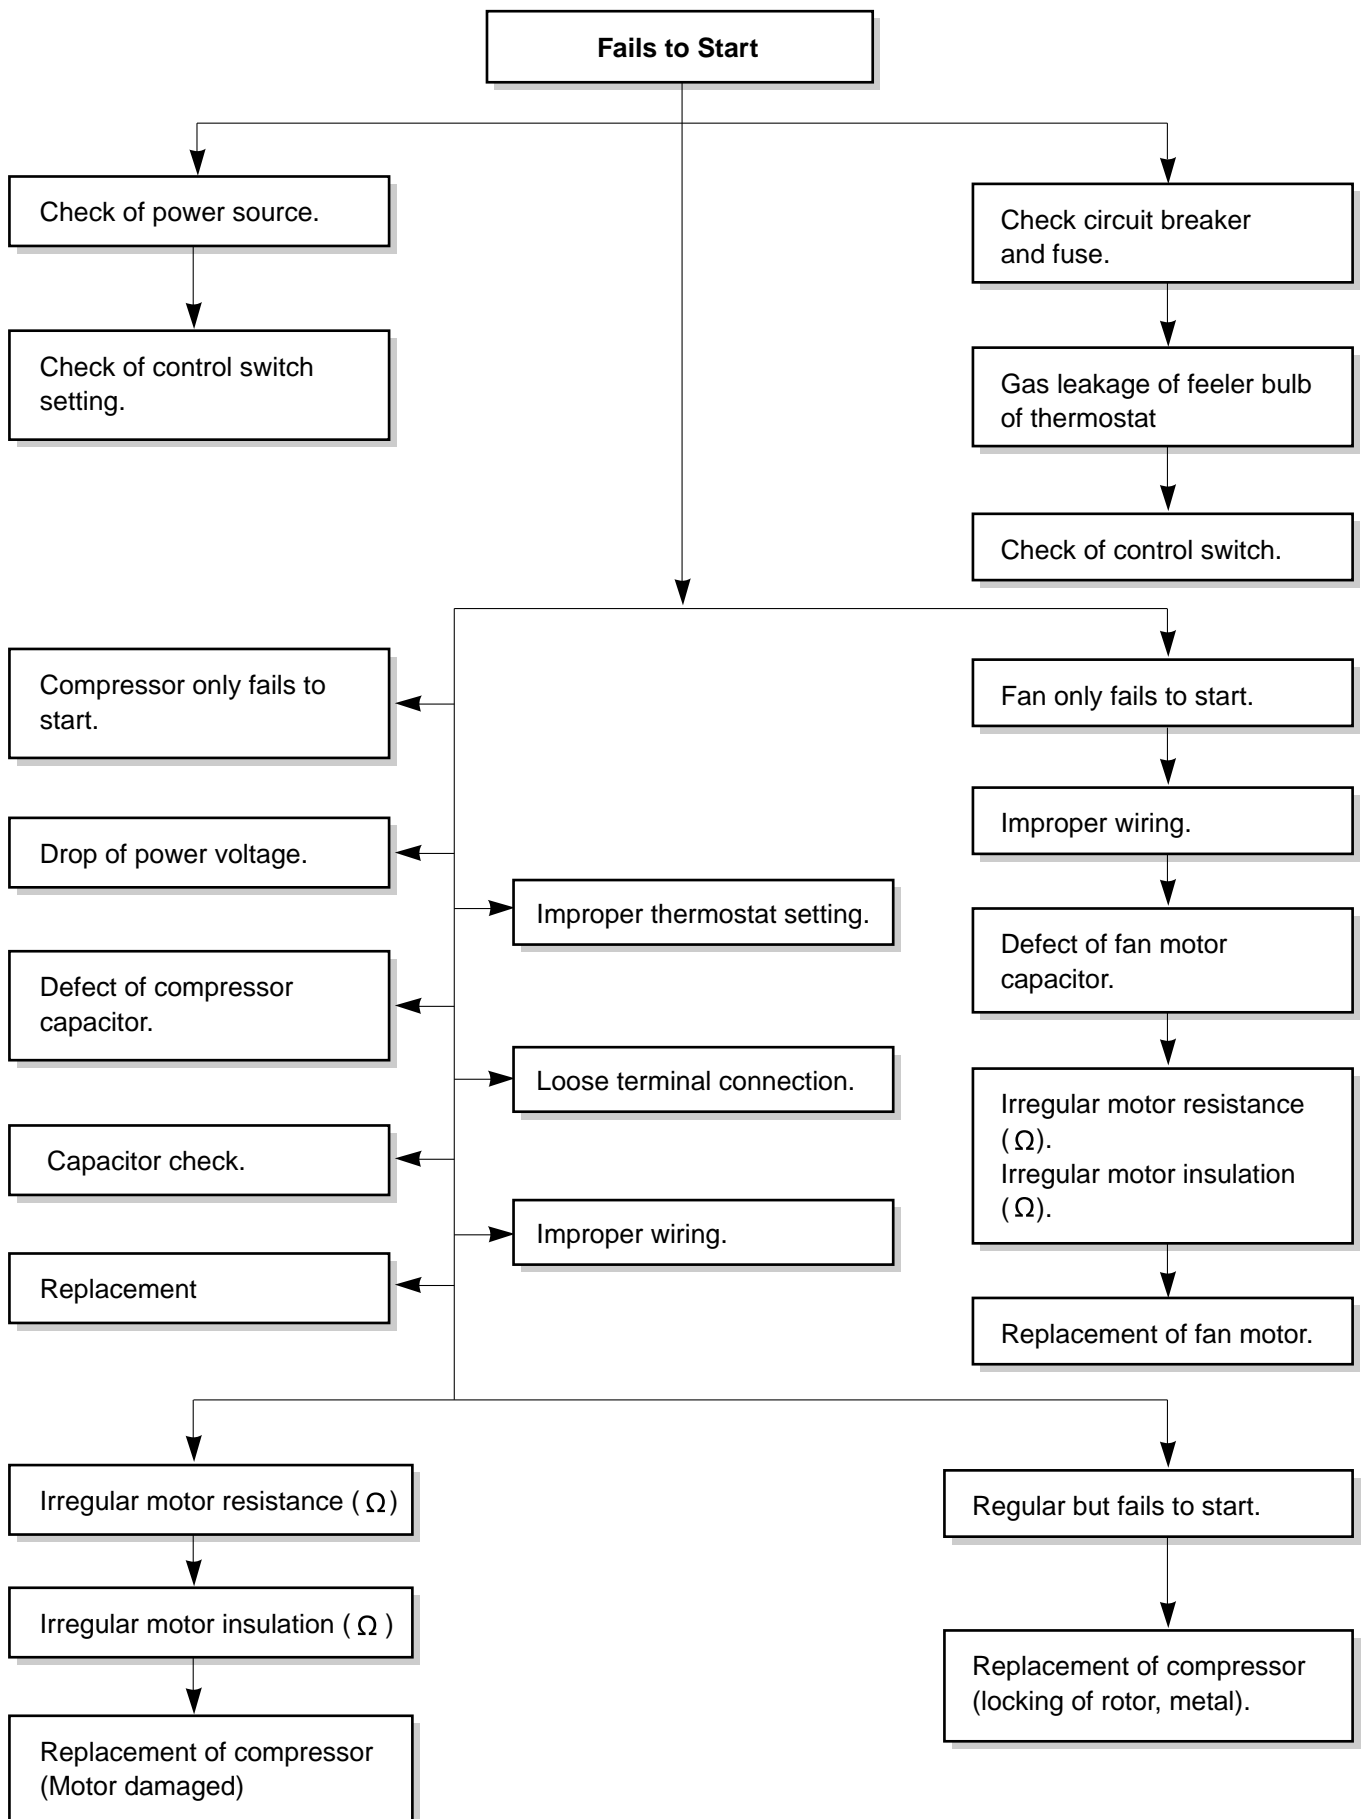 Fails to Start
Check of power source.
Check circuit breaker
and fuse.
Check of control switch
setting.
Gas leakage of feeler bulb
of thermostat
Check of control switch.
Compressor only fails to
start.
Fan only fails to start.
Drop of power voltage.
Improper wiring.
Improper thermostat setting.
Defect of fan motor
capacitor.
Defect of compressor
capacitor.
Loose terminal connection.
Irregular motor resistance
(Ω).
Irregular motor insulation
(Ω).
Capacitor check.
Improper wiring.
Replacement
Replacement of fan motor.
Irregular motor resistance (Ω)
Regular but fails to start.
Irregular motor insulation (Ω )
Replacement of compressor
(locking of rotor, metal).
Replacement of compressor
(Motor damaged)